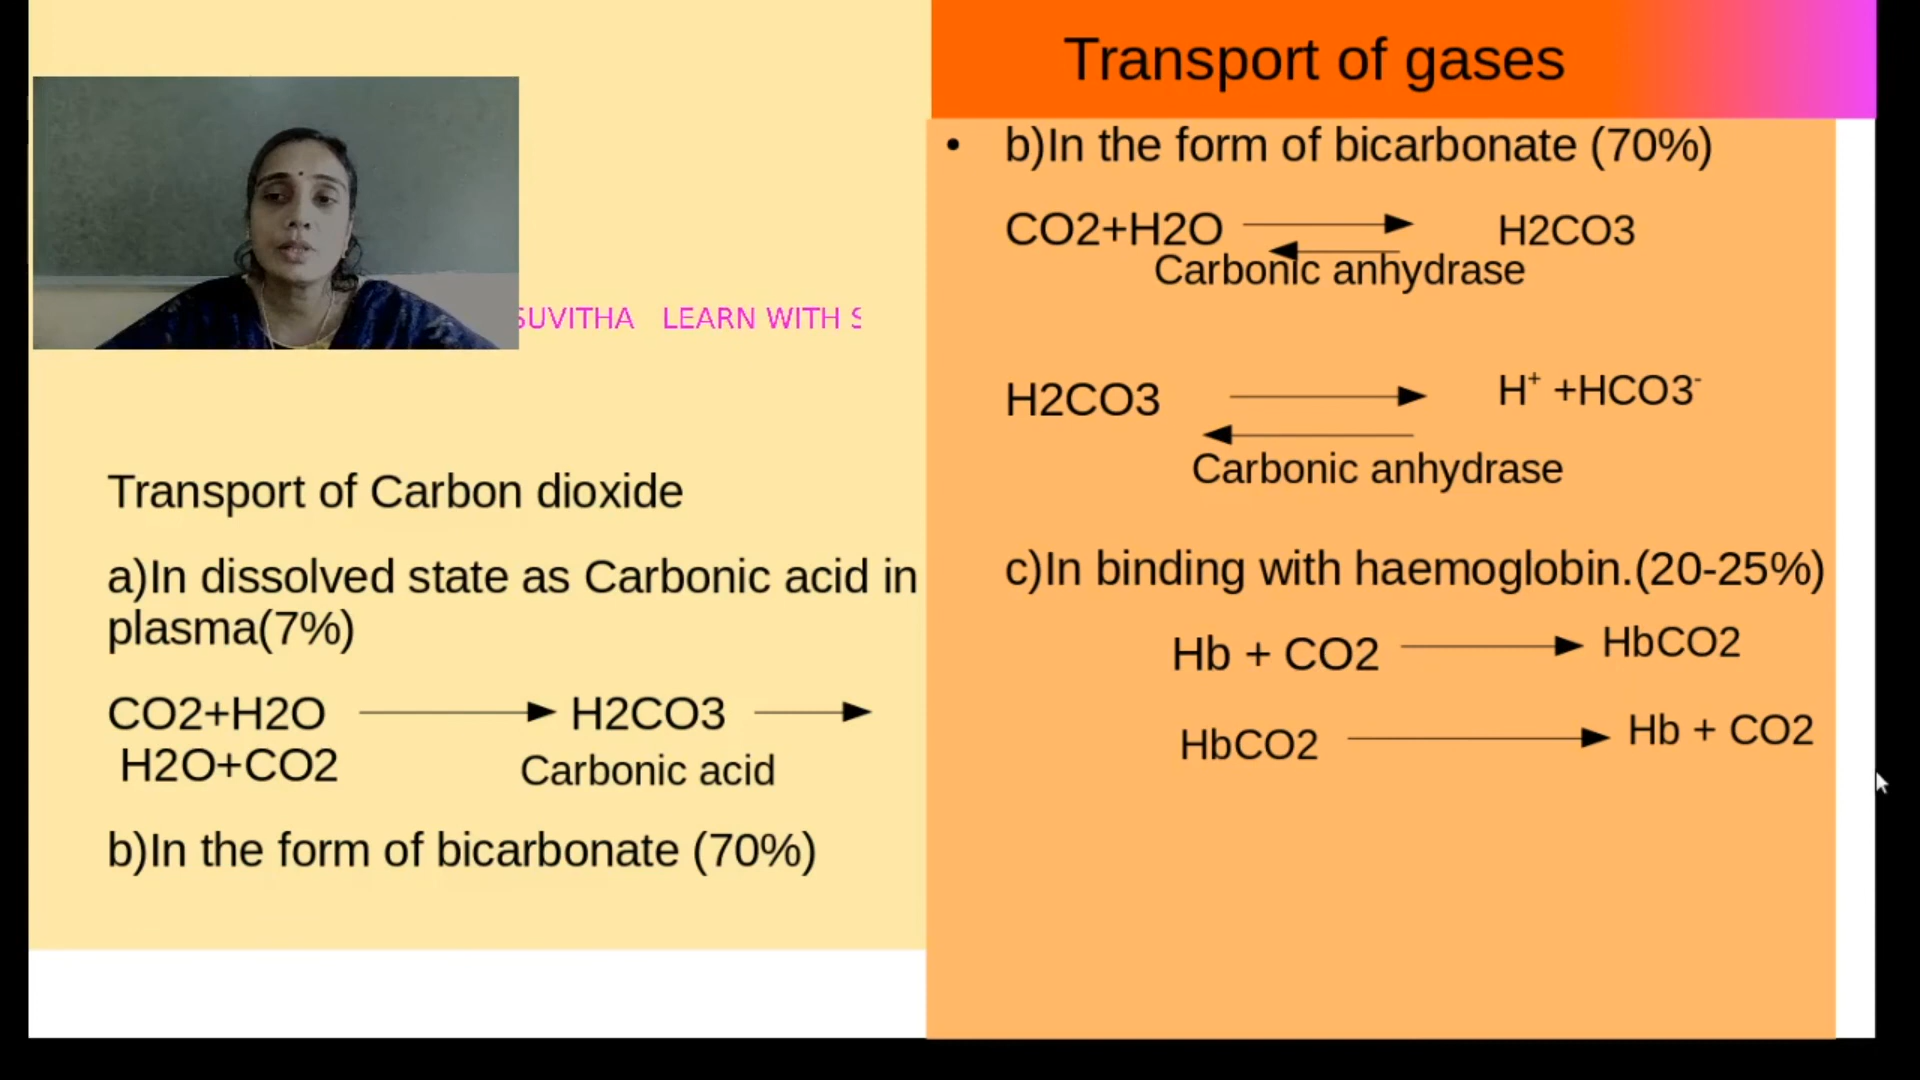 SUVITHA LEARN WITH S
Transport of Carbon dioxide
a)In dissolved state as Carbonic acid in
plasma(7%)
CO2+H2O → H2CO3 →
H2O+CO2 Carbonic acid
b)In the form of bicarbonate (70%)
Transport of gases
• b)In the form of bicarbonate (70%)
CO2+H2O ⇄ H2CO3
Carbonic anhydrase
H2CO3 ⇄ H⁺ +HCO3⁻
Carbonic anhydrase
c)In binding with haemoglobin.(20-25%)
Hb + CO2 → HbCO2
HbCO2 → Hb + CO2